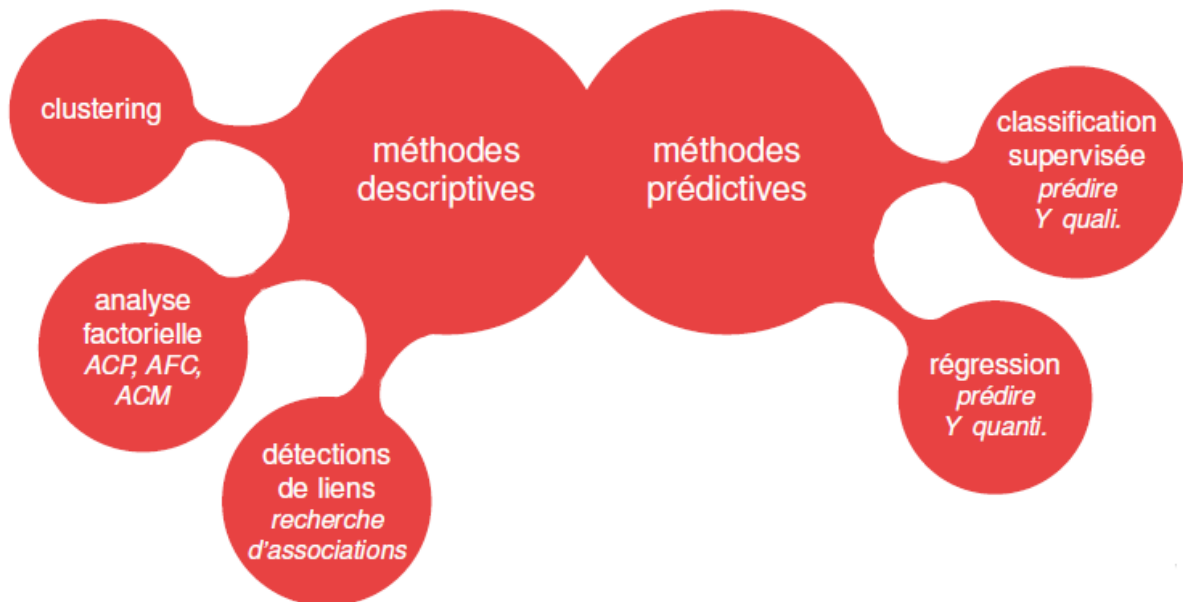 clustering
méthodes
descriptives
analyse
factorielle
ACP, AFC,
ACM
détections
de liens
recherche
d'associations
méthodes
prédictives
classification
supervisée
prédire
Y quali.
régression
prédire
Y quanti.